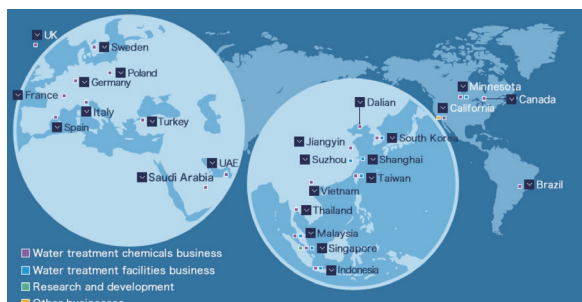 UK
Sweden
Poland
Germany
France
Italy
Spain
Turkey
UAE
Saudi Arabia
Dalian
Jiangyin
South Korea
Suzhou
Shanghai
Taiwan
Vietnam
Thailand
Malaysia
Singapore
Indonesia
Minnesota
Canada
California
Brazil
Water treatment chemicals business
Water treatment facilities business
Research and development
Other businesses